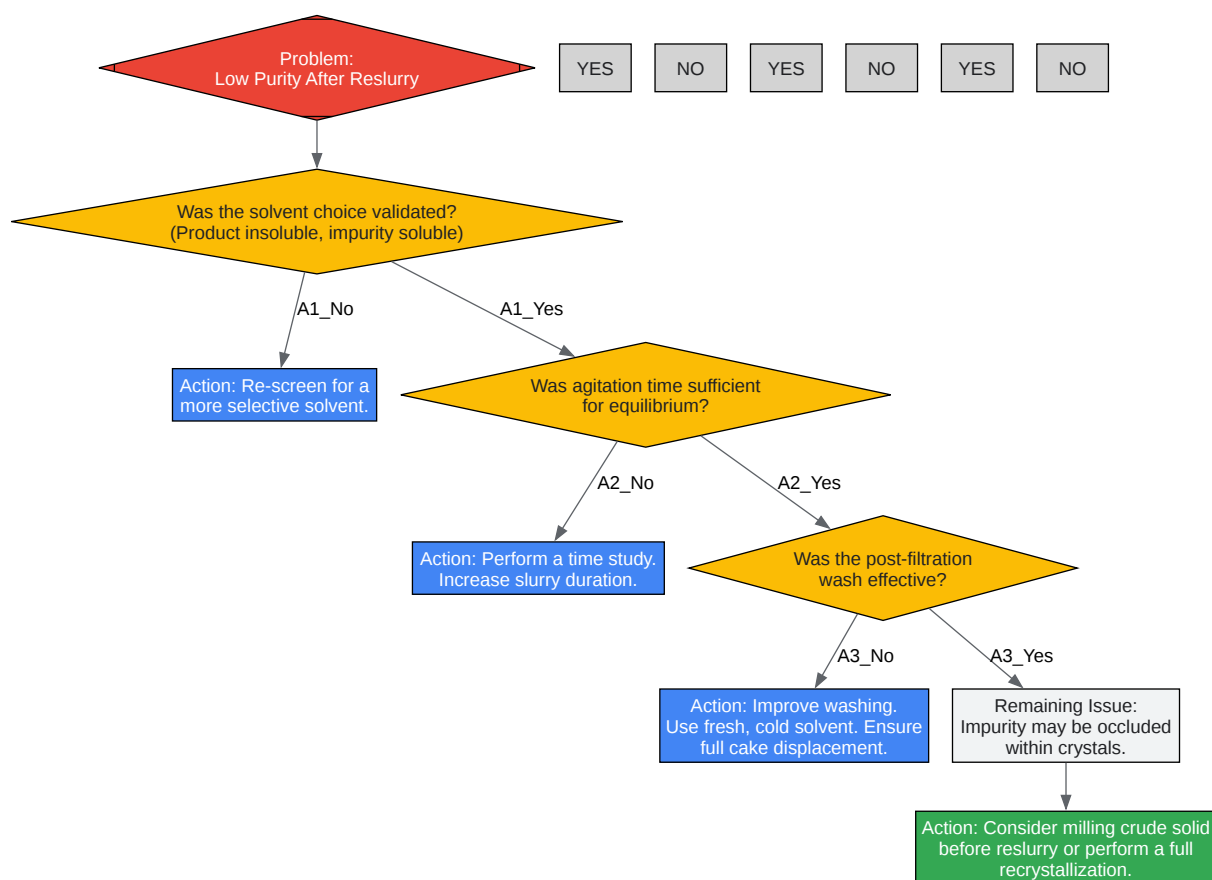 Problem:
Low Purity After Reslurry
YES
NO
YES
NO
YES
NO
Was the solvent choice validated?
(Product insoluble, impurity soluble)
A1_No
A1_Yes
Action: Re-screen for a
more selective solvent.
Was agitation time sufficient
for equilibrium?
A2_No
A2_Yes
Action: Perform a time study.
Increase slurry duration.
Was the post-filtration
wash effective?
A3_No
A3_Yes
Action: Improve washing.
Use fresh, cold solvent. Ensure
full cake displacement.
Remaining Issue:
Impurity may be occluded
within crystals.
Action: Consider milling crude solid
before reslurry or perform a full
recrystallization.